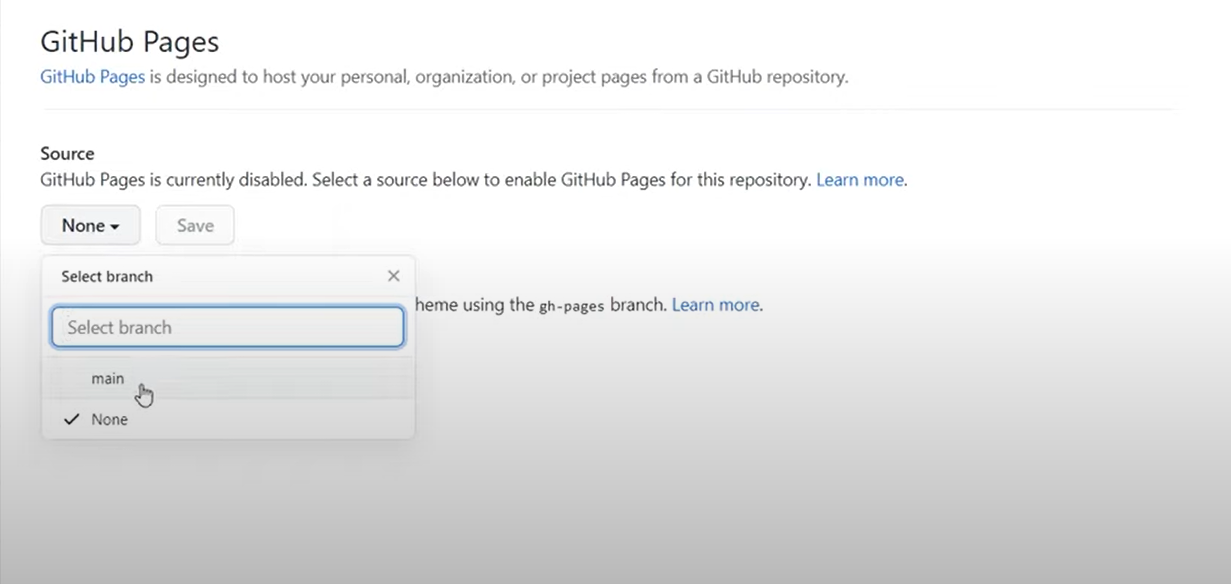 GitHub Pages
GitHub Pages is designed to host your personal, organization, or project pages from a GitHub repository.
Source
GitHub Pages is currently disabled. Select a source below to enable GitHub Pages for this repository. Learn more.
None Save
Select branch
heme using the gh-pages branch. Learn more.
Select branch
main
None